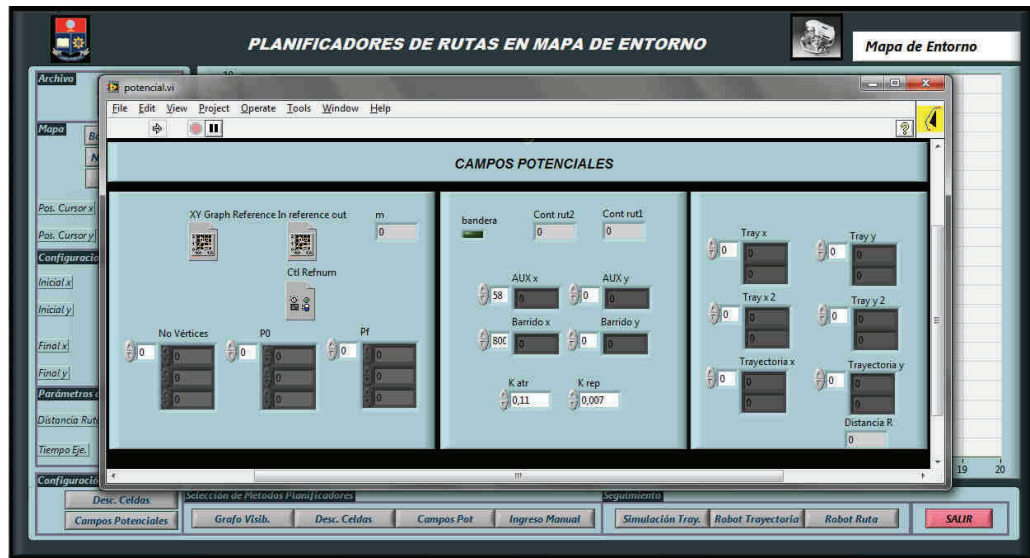 PLANIFICADORES DE RUTAS EN MAPA DE ENTORNO
Mapa de Entorno
Archivo
10
potencial.vi
File Edit View Project Operate Tools Window Help
Mapa
CAMPOS POTENCIALES
Pos. Cursor x
Pos. Cursor y
Inicial x
Inicial y
Final x
Final y
Distancia
Tiempo Eje.
XY Graph Reference In reference out
m
0
Ctl Refnum
No Vértices
P0
Pf
0
0
0
0
0
0
0
0
0
0
0
0
bandera
Cont rut2
Cont rut1
0
0
AUX x
AUX y
58
0
0
0
Barrido x
Barrido y
800
0
0
0
K atr
K rep
0,11
0,007
Tray x
Tray y
0
0
0
0
0
0
Tray x 2
Tray y 2
0
0
0
0
0
0
Trayectoria x
Trayectoria y
0
0
0
0
0
0
Distancia R
0
19 20
Desc. Celdas
Campos Potenciales
Selección de Metodos Planificadores
Grafo Visib.
Desc. Celdas
Campos Pot
Ingreso Manual
Seguimiento
Simulación Tray.
Robot Trayectoria
Robot Ruta
SALIR